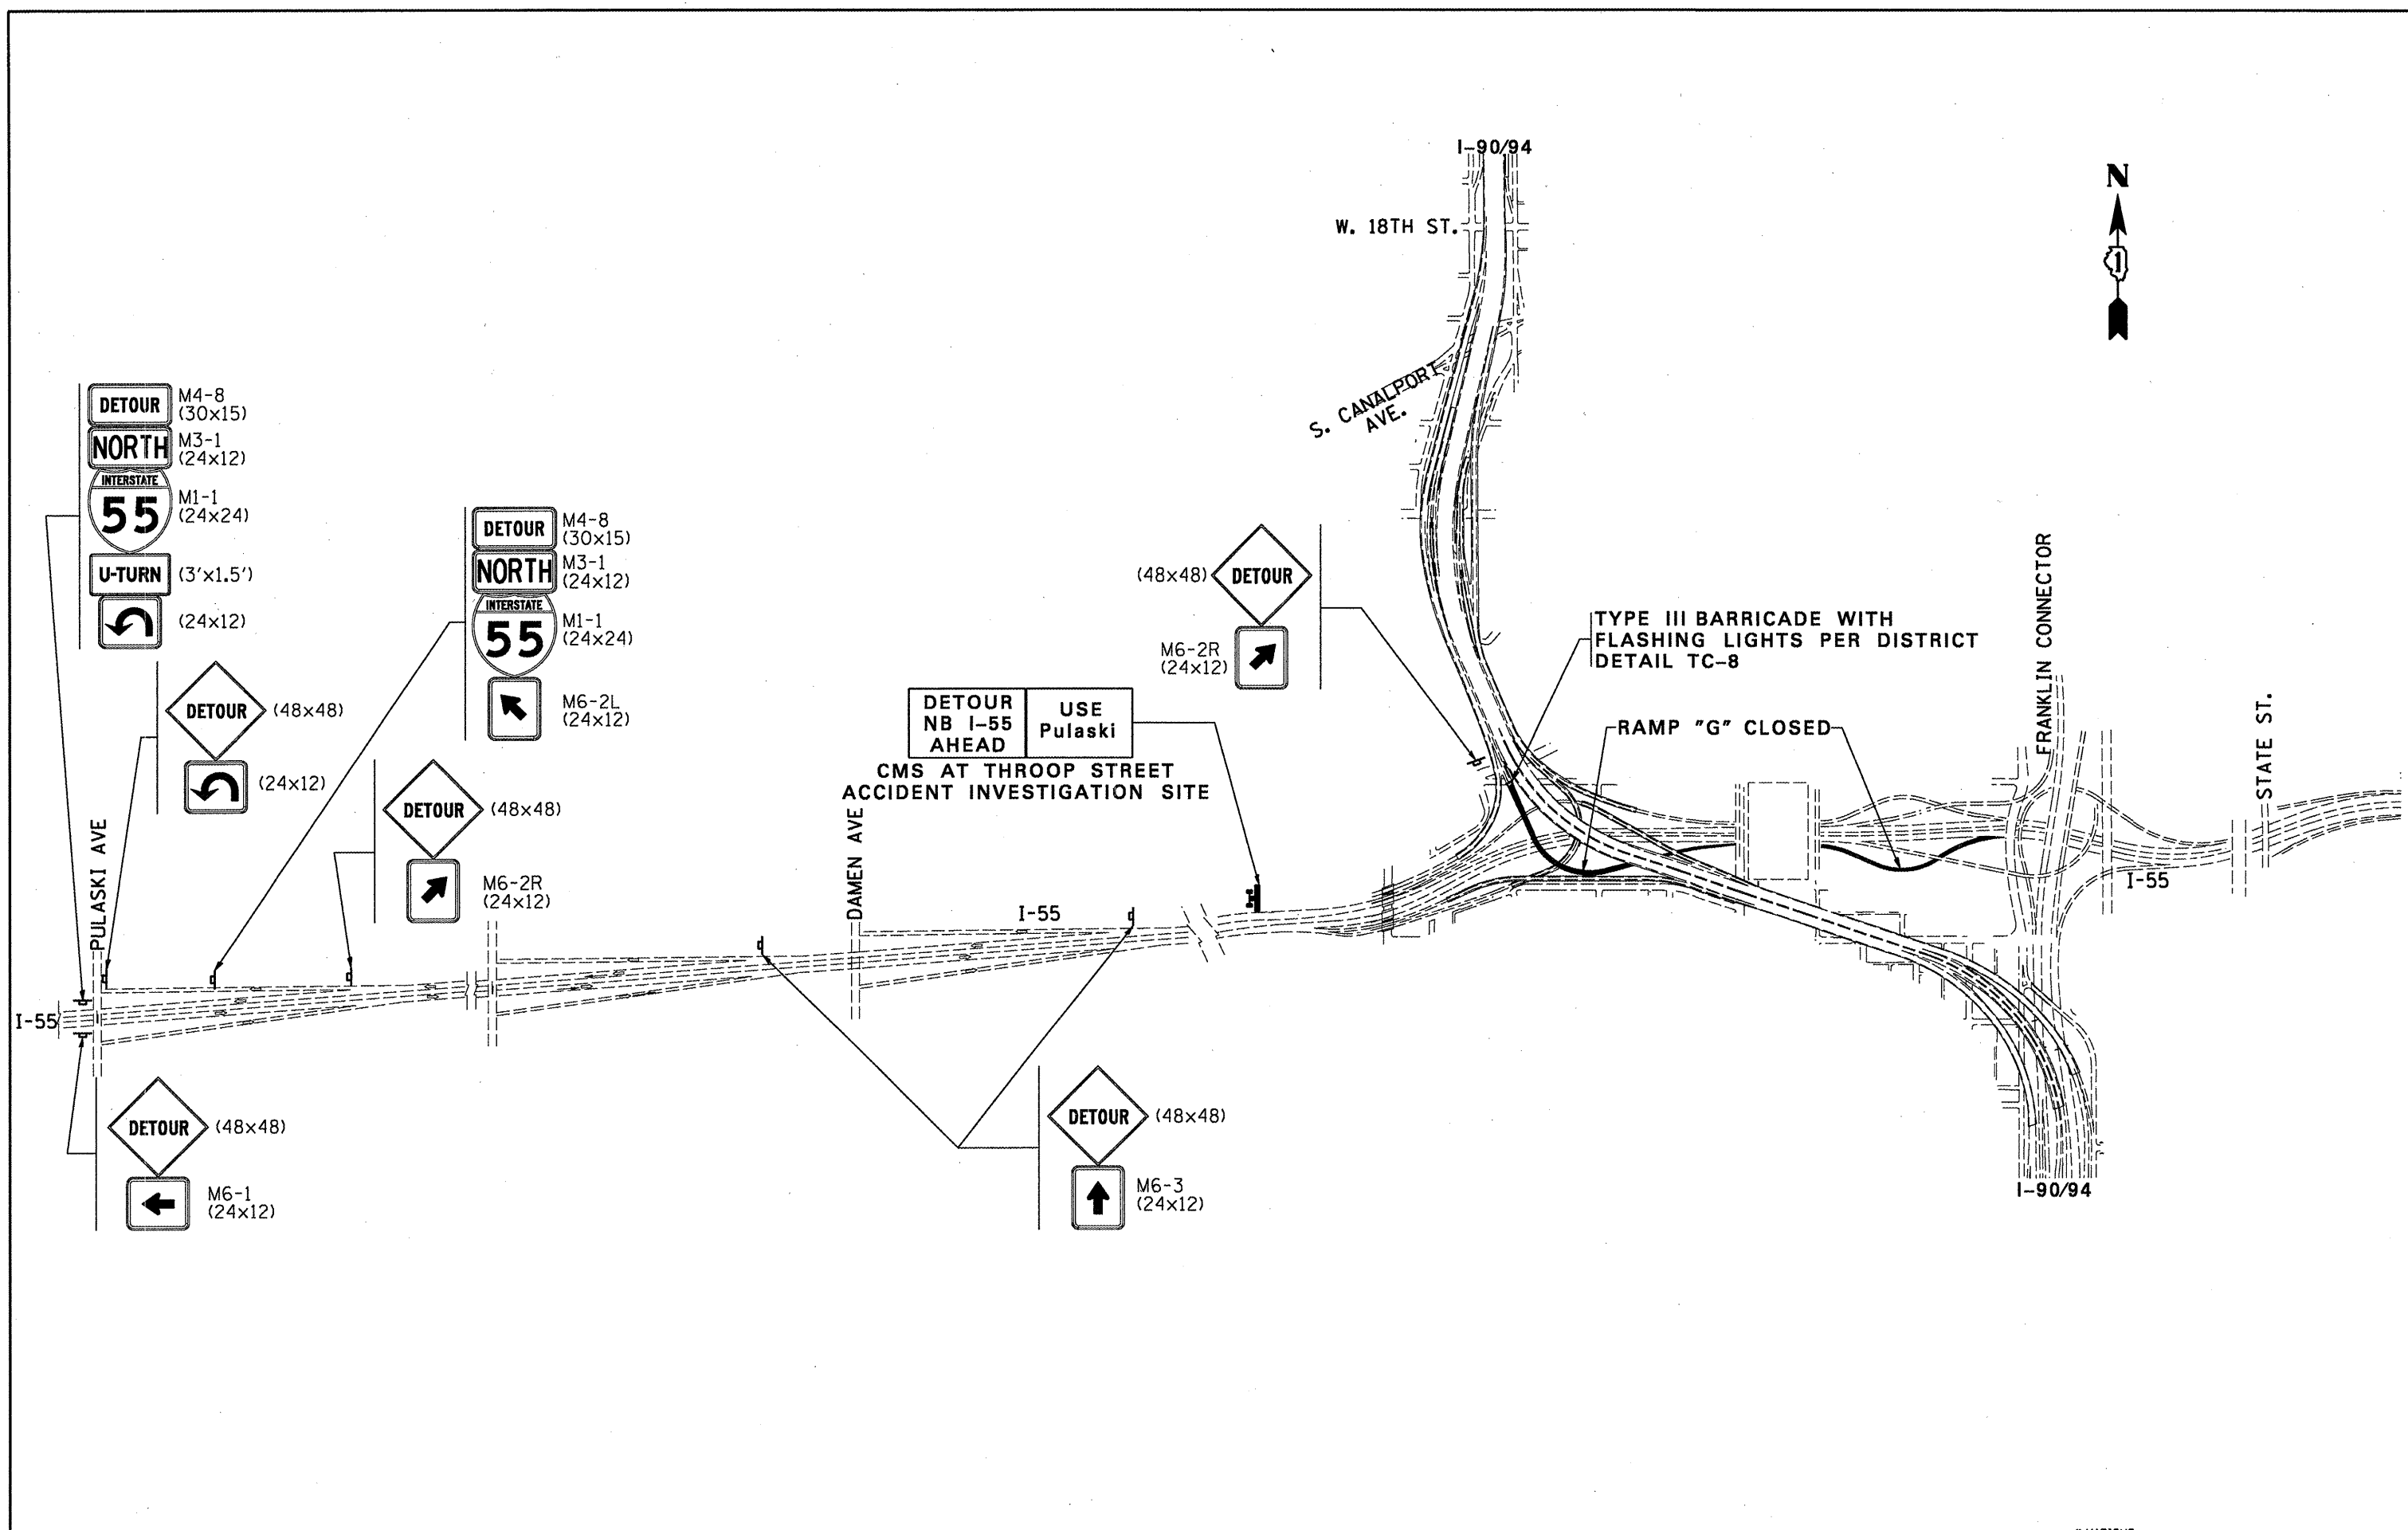 I-90/94
N
1
W. 18TH ST.
S. CANALPORT
AVE.
DETOUR
M4-8
(30x15)
NORTH
M3-1
(24x12)
INTERSTATE
55
M1-1
(24x24)
U-TURN
(3'x1.5')
(24x12)
DETOUR
M4-8
(30x15)
NORTH
M3-1
(24x12)
INTERSTATE
55
M1-1
(24x24)
M6-2L
(24x12)
DETOUR
(48x48)
(24x12)
DETOUR
(48x48)
M6-2R
(24x12)
(48x48)
DETOUR
M6-2R
(24x12)
TYPE III BARRICADE WITH
FLASHING LIGHTS PER DISTRICT
DETAIL TC-8
RAMP "G" CLOSED
DETOUR
NB I-55
AHEAD
USE
Pulaski
CMS AT THROOP STREET
ACCIDENT INVESTIGATION SITE
FRANKLIN CONNECTOR
STATE ST.
PULASKI AVE
DAMEN AVE
I-55
I-55
I-55
DETOUR
(48x48)
M6-1
(24x12)
DETOUR
(48x48)
M6-3
(24x12)
I-90/94